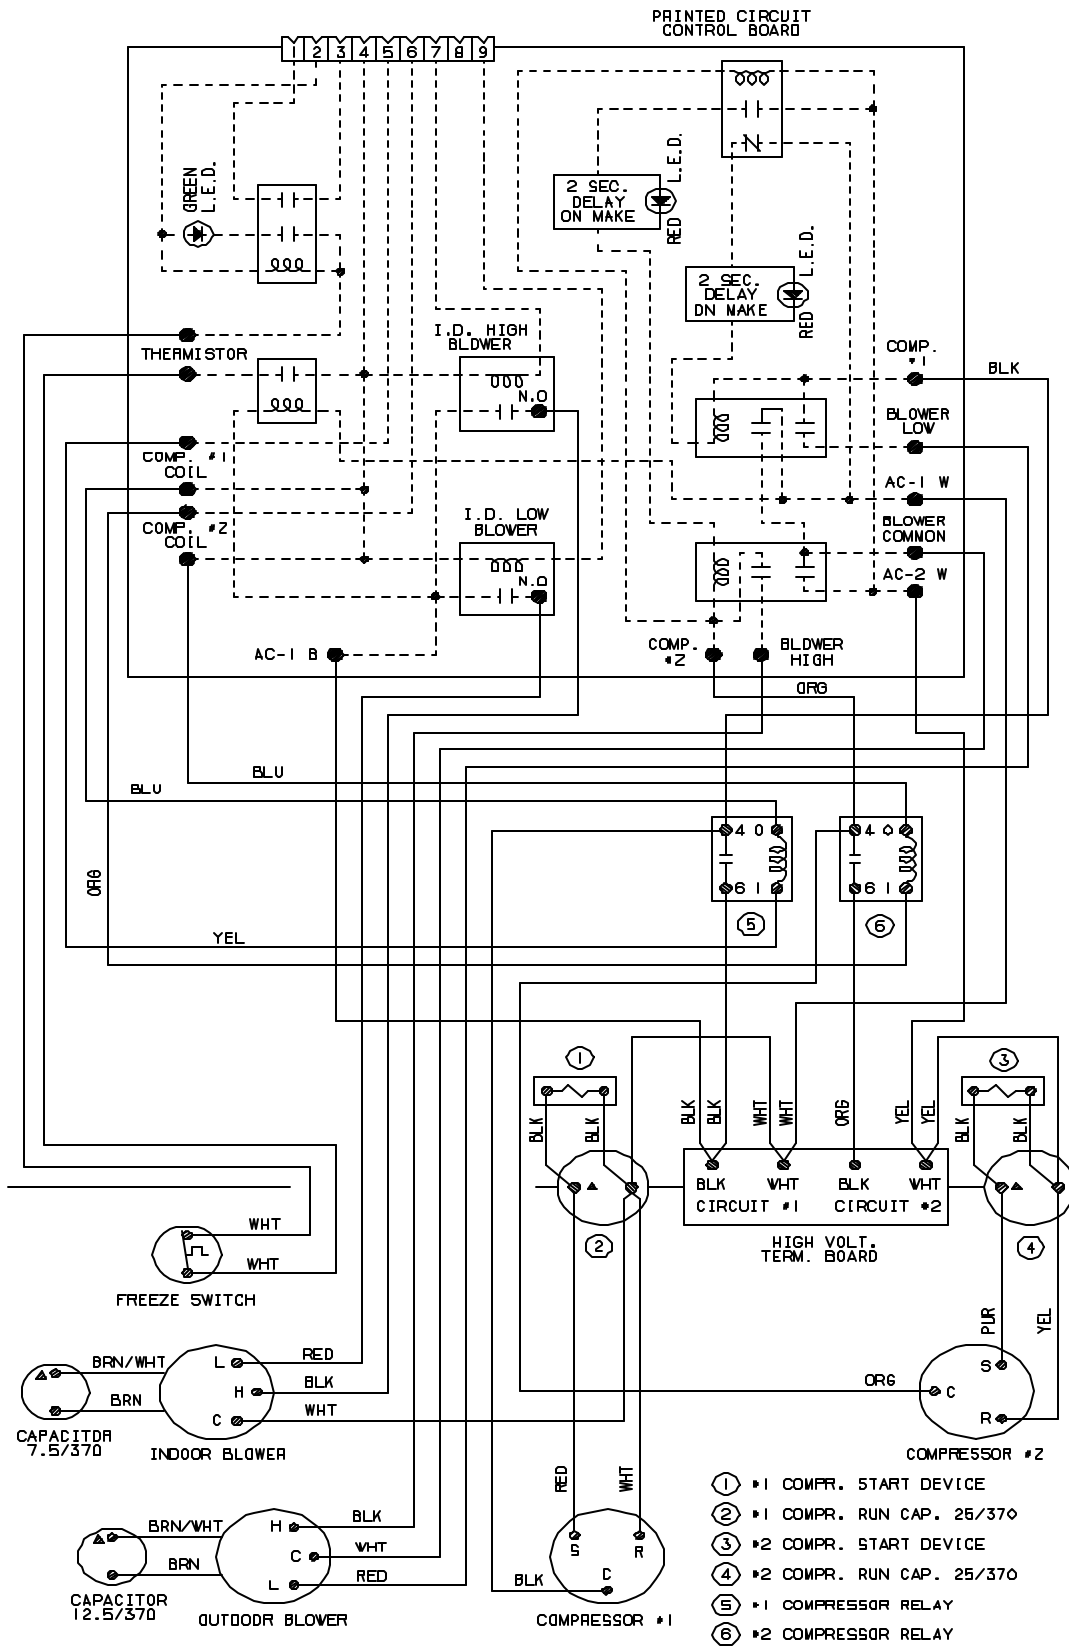 PRINTED CIRCUIT
CONTROL BOARD
1 2 3 4 5 6 7 8 9
GREEN
L.E.D.
2 SEC.
DELAY
ON MAKE
RED
L.E.D.
2 SEC.
DELAY
ON MAKE
RED
L.E.D.
THERMISTOR
I.D. HIGH
BLOWER
N.O
COMP.
#1
BLK
BLOWER
LOW
COMP. #1
COIL
AC-1 W
COMP. #2
COIL
I.D. LOW
BLOWER
N.O
BLOWER
COMMON
AC-2 W
AC-1 B
COMP.
#2
BLOWER
HIGH
ORG
BLU
BLU
4 0
6 1
5
4 0
6 1
6
ORG
YEL
1
3
BLK
BLK
BLK
BLK
WHT
WHT
ORG
YEL
YEL
BLK
BLK
BLK WHT BLK WHT
CIRCUIT #1 CIRCUIT #2
HIGH VOLT.
TERM. BOARD
2
4
WHT
WHT
FREEZE SWITCH
PUR
YEL
BRN/WHT
BRN
CAPACITOR
7.5/370
L
H
C
INDOOR BLOWER
RED
BLK
WHT
ORG
S
C
R
COMPRESSOR #2
RED
WHT
BRN/WHT
BRN
CAPACITOR
12.5/370
H
C
L
OUTDOOR BLOWER
BLK
WHT
RED
BLK
S
R
C
COMPRESSOR #1
1 #1 COMPR. START DEVICE
2 #1 COMPR. RUN CAP. 25/370
3 #2 COMPR. START DEVICE
4 #2 COMPR. RUN CAP. 25/370
5 #1 COMPRESSOR RELAY
6 #2 COMPRESSOR RELAY